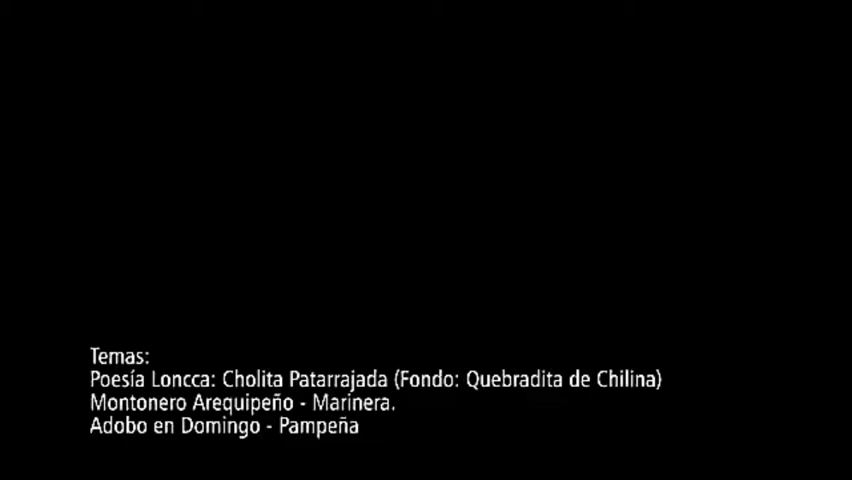 Temas:
Poesía Loncca: Cholita Patarrajada (Fondo: Quebradita de Chilina)
Montonero Arequipeño - Marinera.
Adobo en Domingo - Pampeña